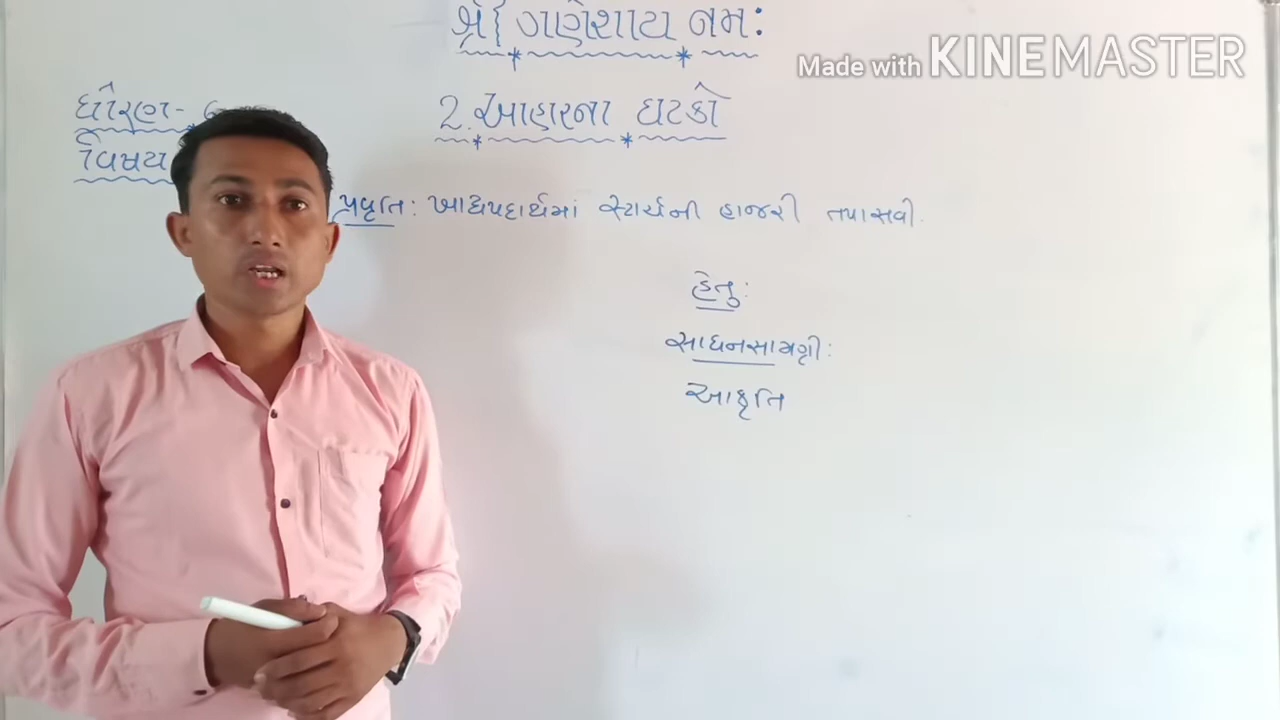 શ્રી ગણેશાય નમઃ
Made with KINEMASTER
ધોરણ-
2. આહારના ઘટકો
વિષય
પ્રવૃતિ: ખાદ્યપદાર્થમાં સ્ટાર્ચની હાજરી તપાસવી.
હેતુ:
સાધનસામગ્રી:
આકૃતિ